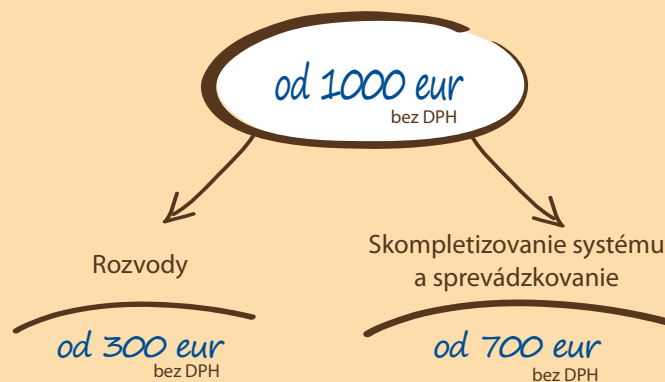 od 1000 eur
bez DPH
Rozvody
od 300 eur
bez DPH
Skompletizovanie systému
a sprevádzkovanie
od 700 eur
bez DPH